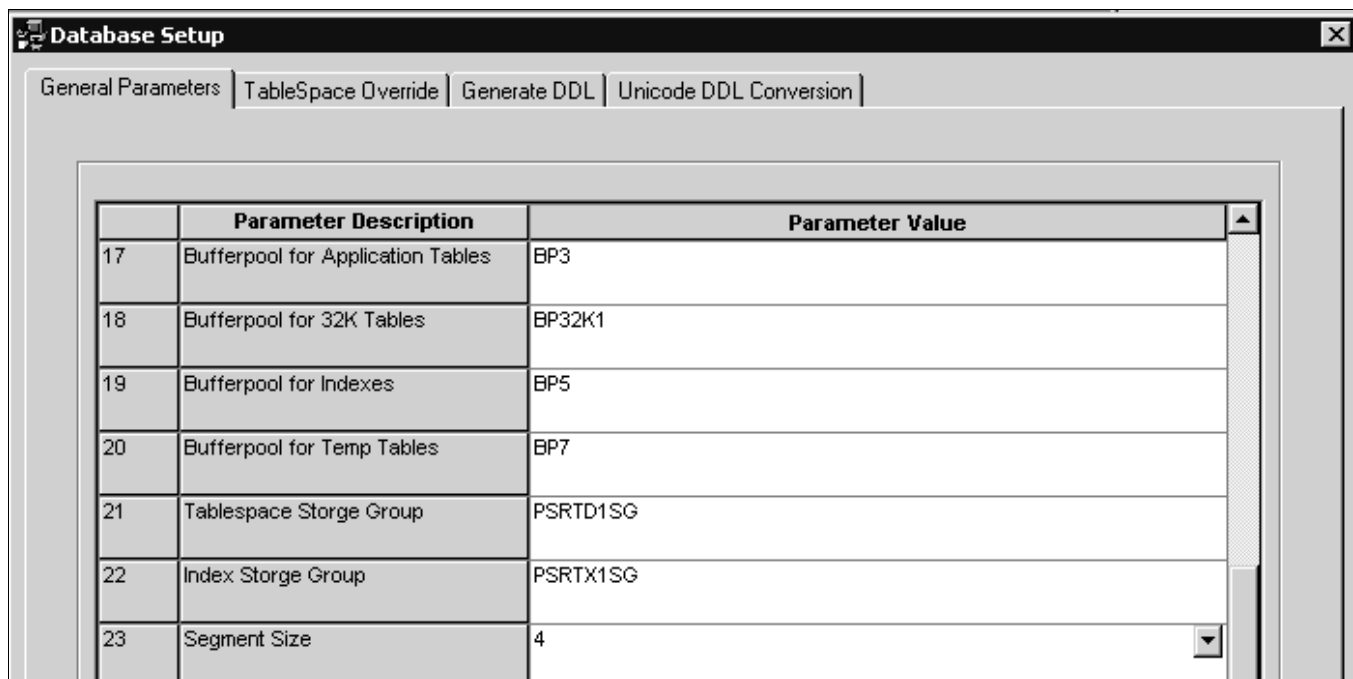 Database Setup
General Parameters TableSpace Override Generate DDL Unicode DDL Conversion
Parameter Description Parameter Value
17 Bufferpool for Application Tables BP3
18 Bufferpool for 32K Tables BP32K1
19 Bufferpool for Indexes BP5
20 Bufferpool for Temp Tables BP7
21 Tablespace Storge Group PSRTD1SG
22 Index Storge Group PSRTX1SG
23 Segment Size 4